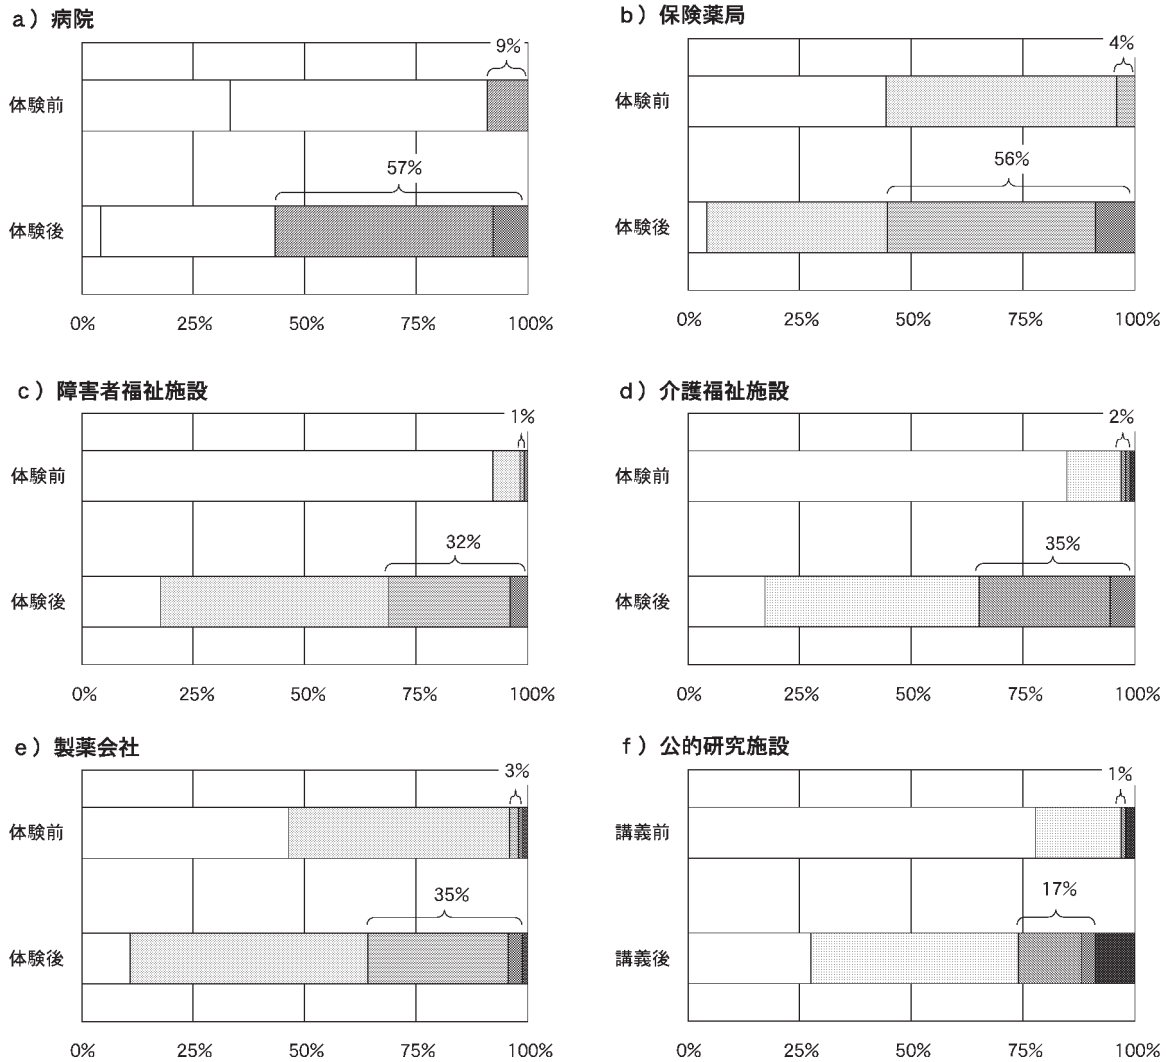 a）病院
9%
体験前
57%
体験後
0% 25% 50% 75% 100%
b）保険薬局
4%
体験前
56%
体験後
0% 25% 50% 75% 100%
c）障害者福祉施設
1%
体験前
32%
体験後
0% 25% 50% 75% 100%
d）介護福祉施設
2%
体験前
35%
体験後
0% 25% 50% 75% 100%
e）製薬会社
3%
体験前
35%
体験後
0% 25% 50% 75% 100%
f）公的研究施設
1%
講義前
17%
講義後
0% 25% 50% 75% 100%